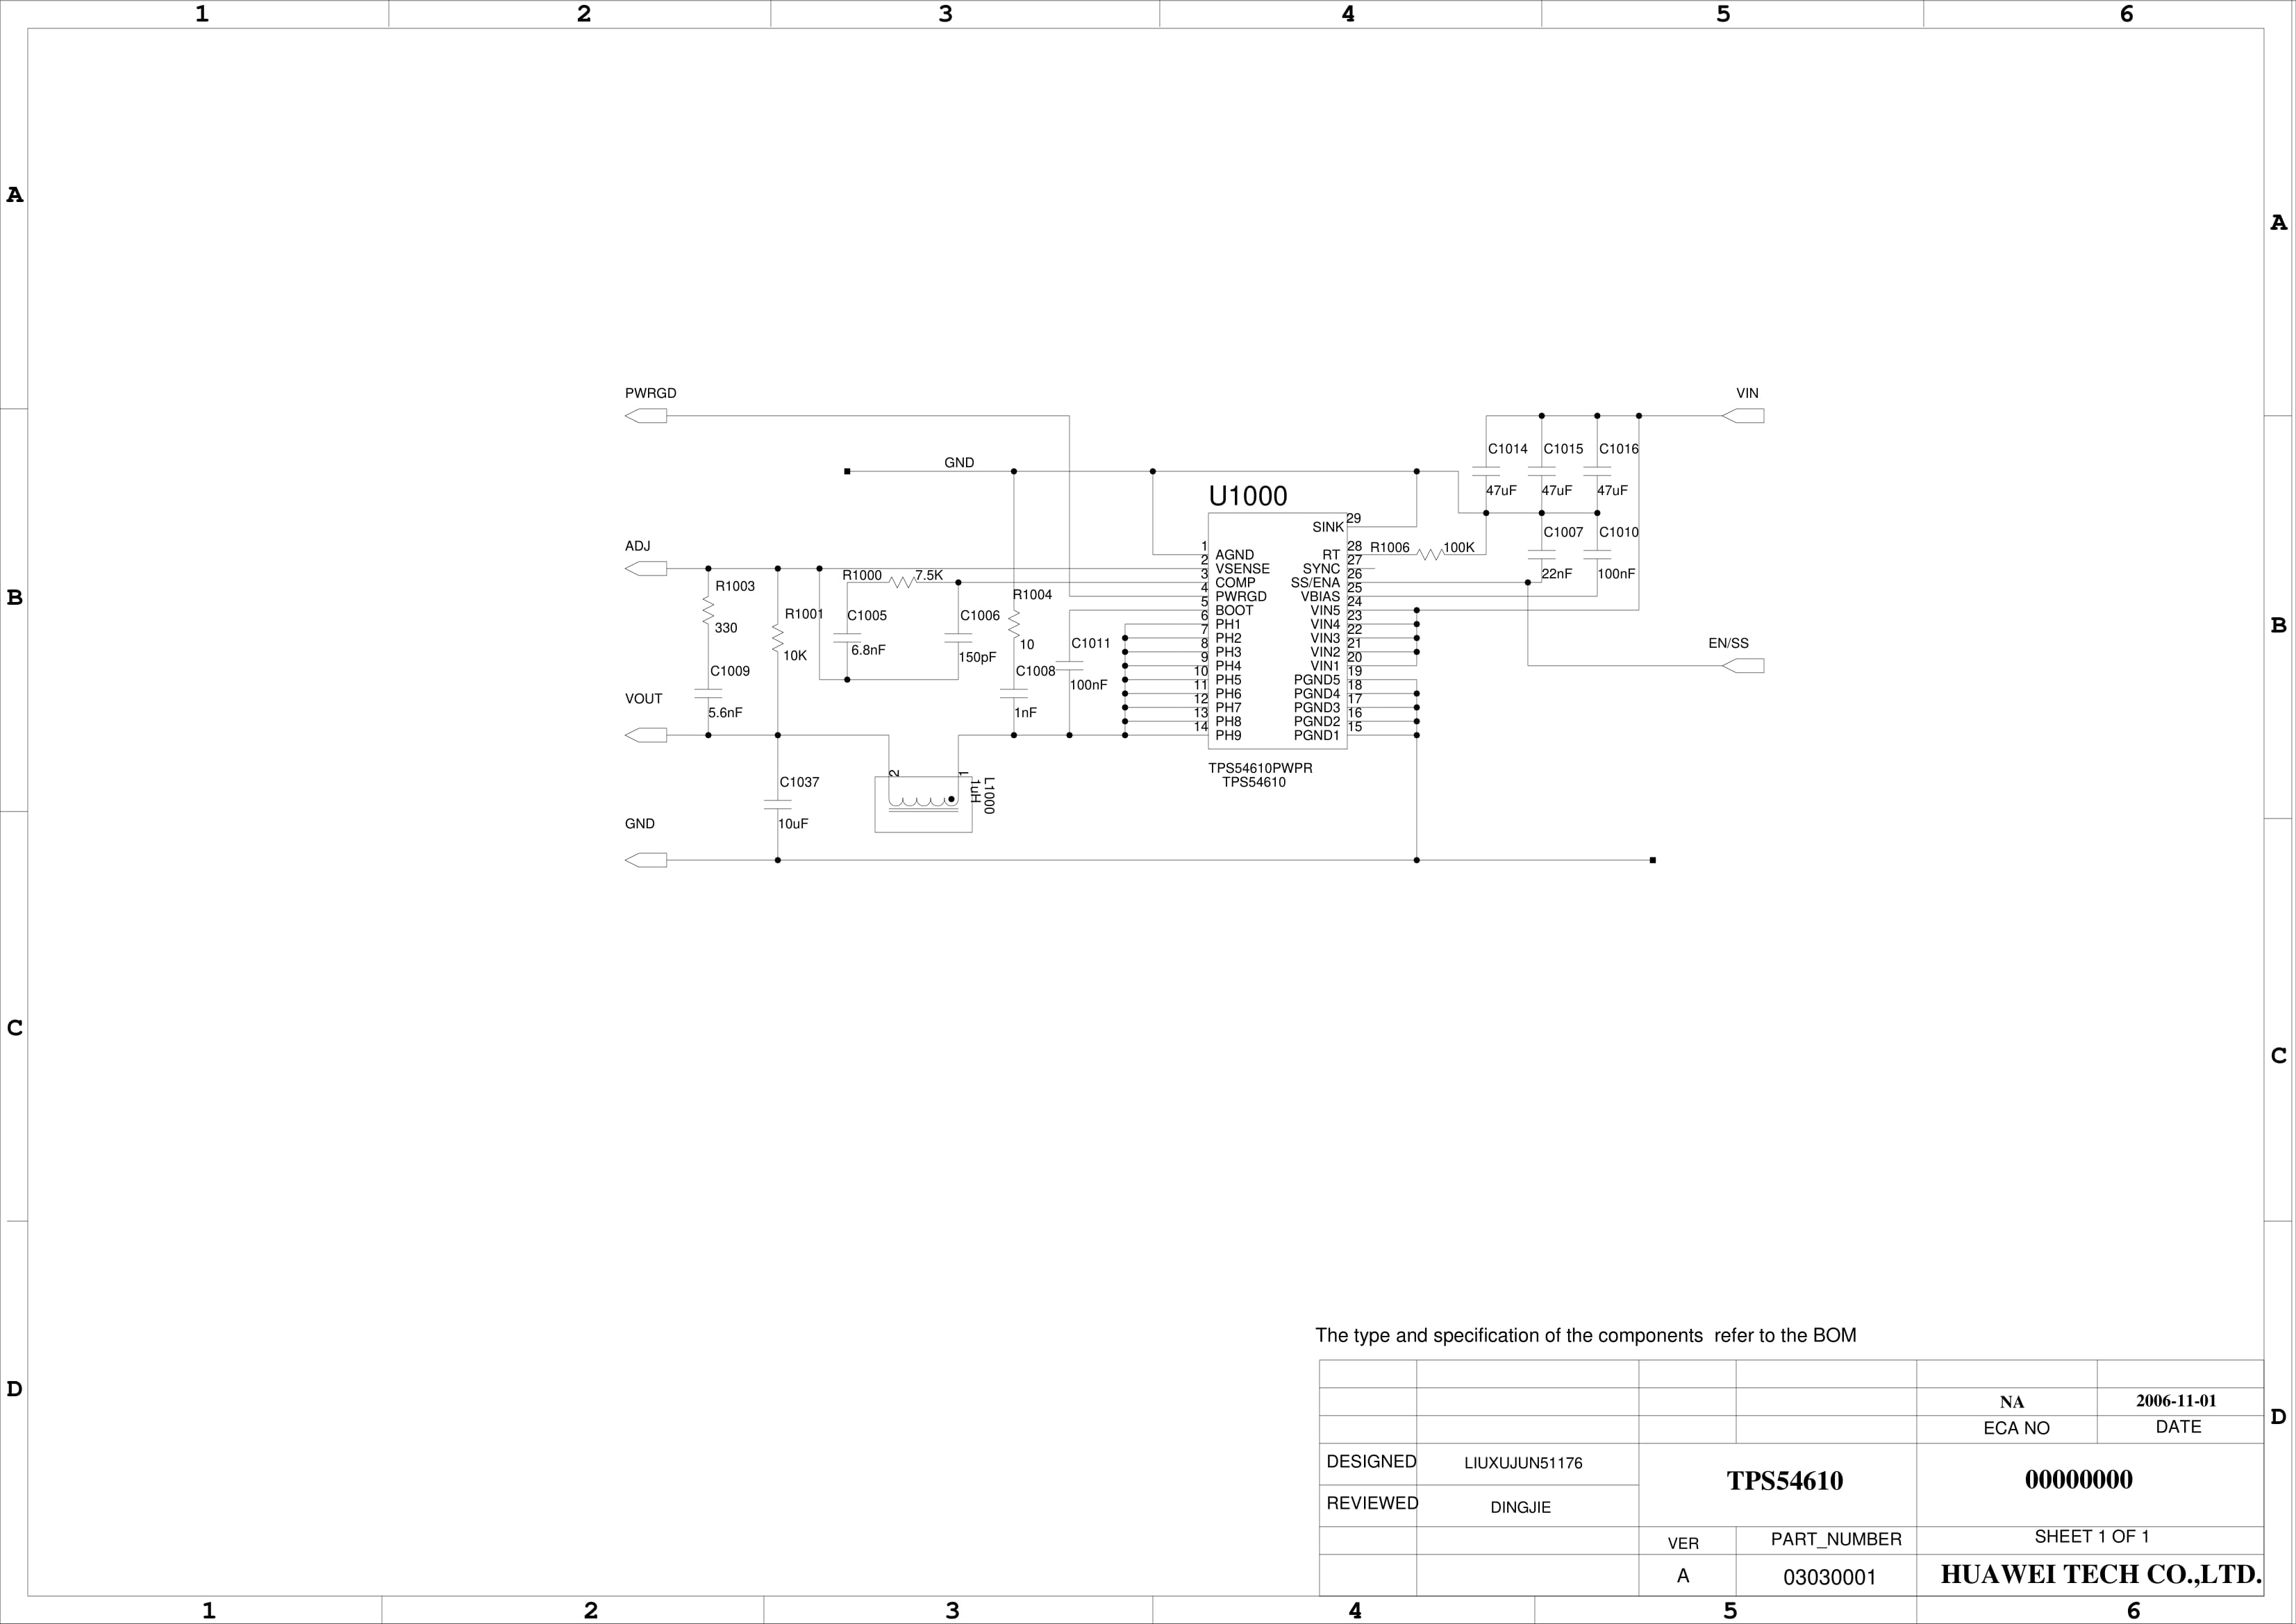 1 2 3 4 5 6
A A
PWRGD VIN
C1014 C1015 C1016
GND
47uF 47uF 47uF
U1000
29
SINK
C1007 C1010
ADJ
1 AGND RT 28 R1006 100K
2 VSENSE SYNC 27
3 COMP SS/ENA 26
4 PWRGD VBIAS 25
5 BOOT VIN5 24
6 PH1 VIN4 23
7 PH2 VIN3 22
8 PH3 VIN2 21
9 PH4 VIN1 20
10 PH5 PGND5 19
11 PH6 PGND4 18
12 PH7 PGND3 17
13 PH8 PGND2 16
14 PH9 PGND1 15
22nF 100nF
R1000 7.5K
R1003
330
R1001
10K
C1005
6.8nF
C1006
150pF
R1004
10
C1011
100nF
C1009
5.6nF
C1008
1nF
B B
EN/SS
VOUT
TPS54610PWPR
TPS54610
C1037
10uF
2 1
L1000
1uH
GND
C C
The type and specification of the components refer to the BOM
D D
NA 2006-11-01
ECA NO DATE
DESIGNED LIUXUJUN51176
TPS54610 00000000
REVIEWED DINGJIE
VER PART_NUMBER SHEET 1 OF 1
A 03030001 HUAWEI TECH CO.,LTD.
1 2 3 4 5 6